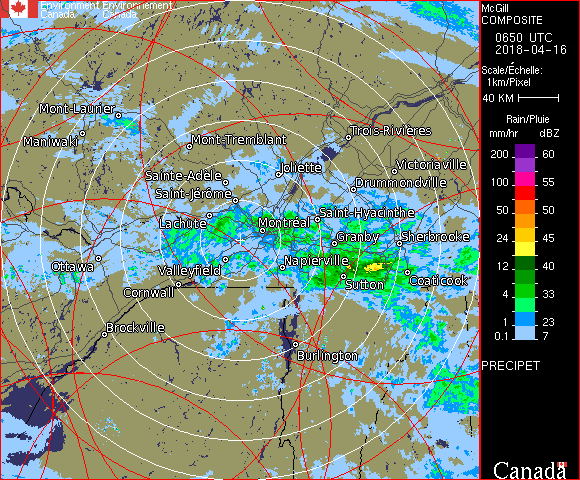 Environment Environnement
Canada Canada
Mont-Laurier
Maniwaki
Mont-Tremblant
Trois-Rivières
Joliette
Victoriaville
Sainte-Adèle
Drummondville
Saint-Jérôme
Lachute
Montréal
Saint-Hyacinthe
Granby
Sherbrooke
Ottawa
Valleyfield
Napierville
Sutton
Coaticook
Cornwall
Brockville
Burlington
McGill
COMPOSITE
0650 UTC
2018-04-16
Scale/Échelle:
1km/Pixel
40 KM
Rain/Pluie
mm/hr dBZ
200 60
150 57
100 55
50 50
24 45
12 40
4 33
1 23
0.1 7
PRECIPET
Canada